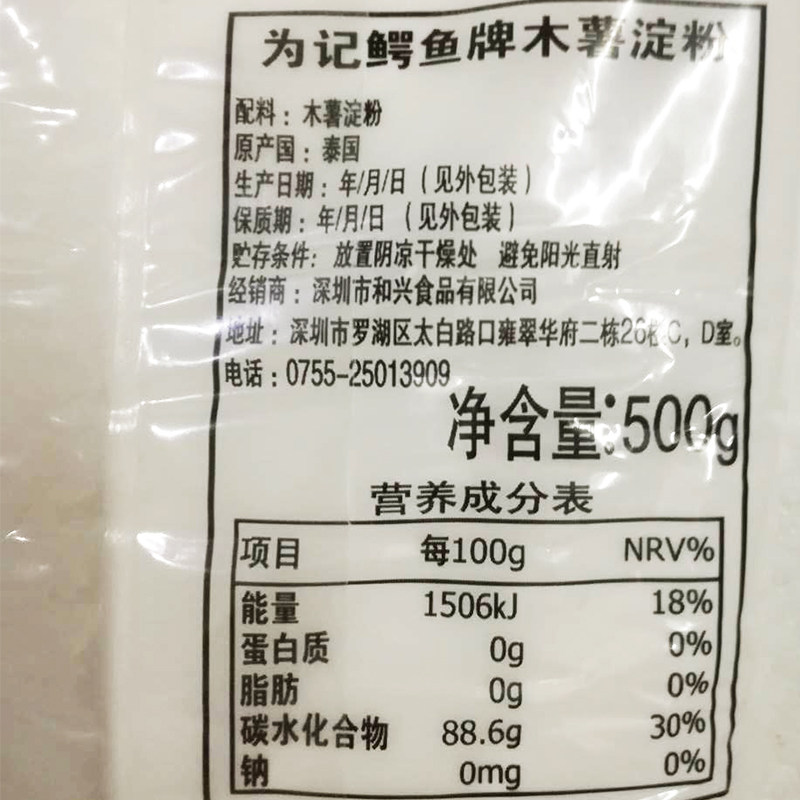 为记鳄鱼牌木薯淀粉
配料：木薯淀粉
原产国：泰国
生产日期：年/月/日（见外包装）
保质期：年/月/日（见外包装）
贮存条件：放置阴凉干燥处 避免阳光直射
经销商：深圳市和兴食品有限公司
地址：深圳市罗湖区太白路口雍翠华府二栋26楼C，D室。
电话：0755-25013909
净含量:500g
营养成分表
项目 每100g NRV%
能量 1506kJ 18%
蛋白质 0g 0%
脂肪 0g 0%
碳水化合物 88.6g 30%
钠 0mg 0%